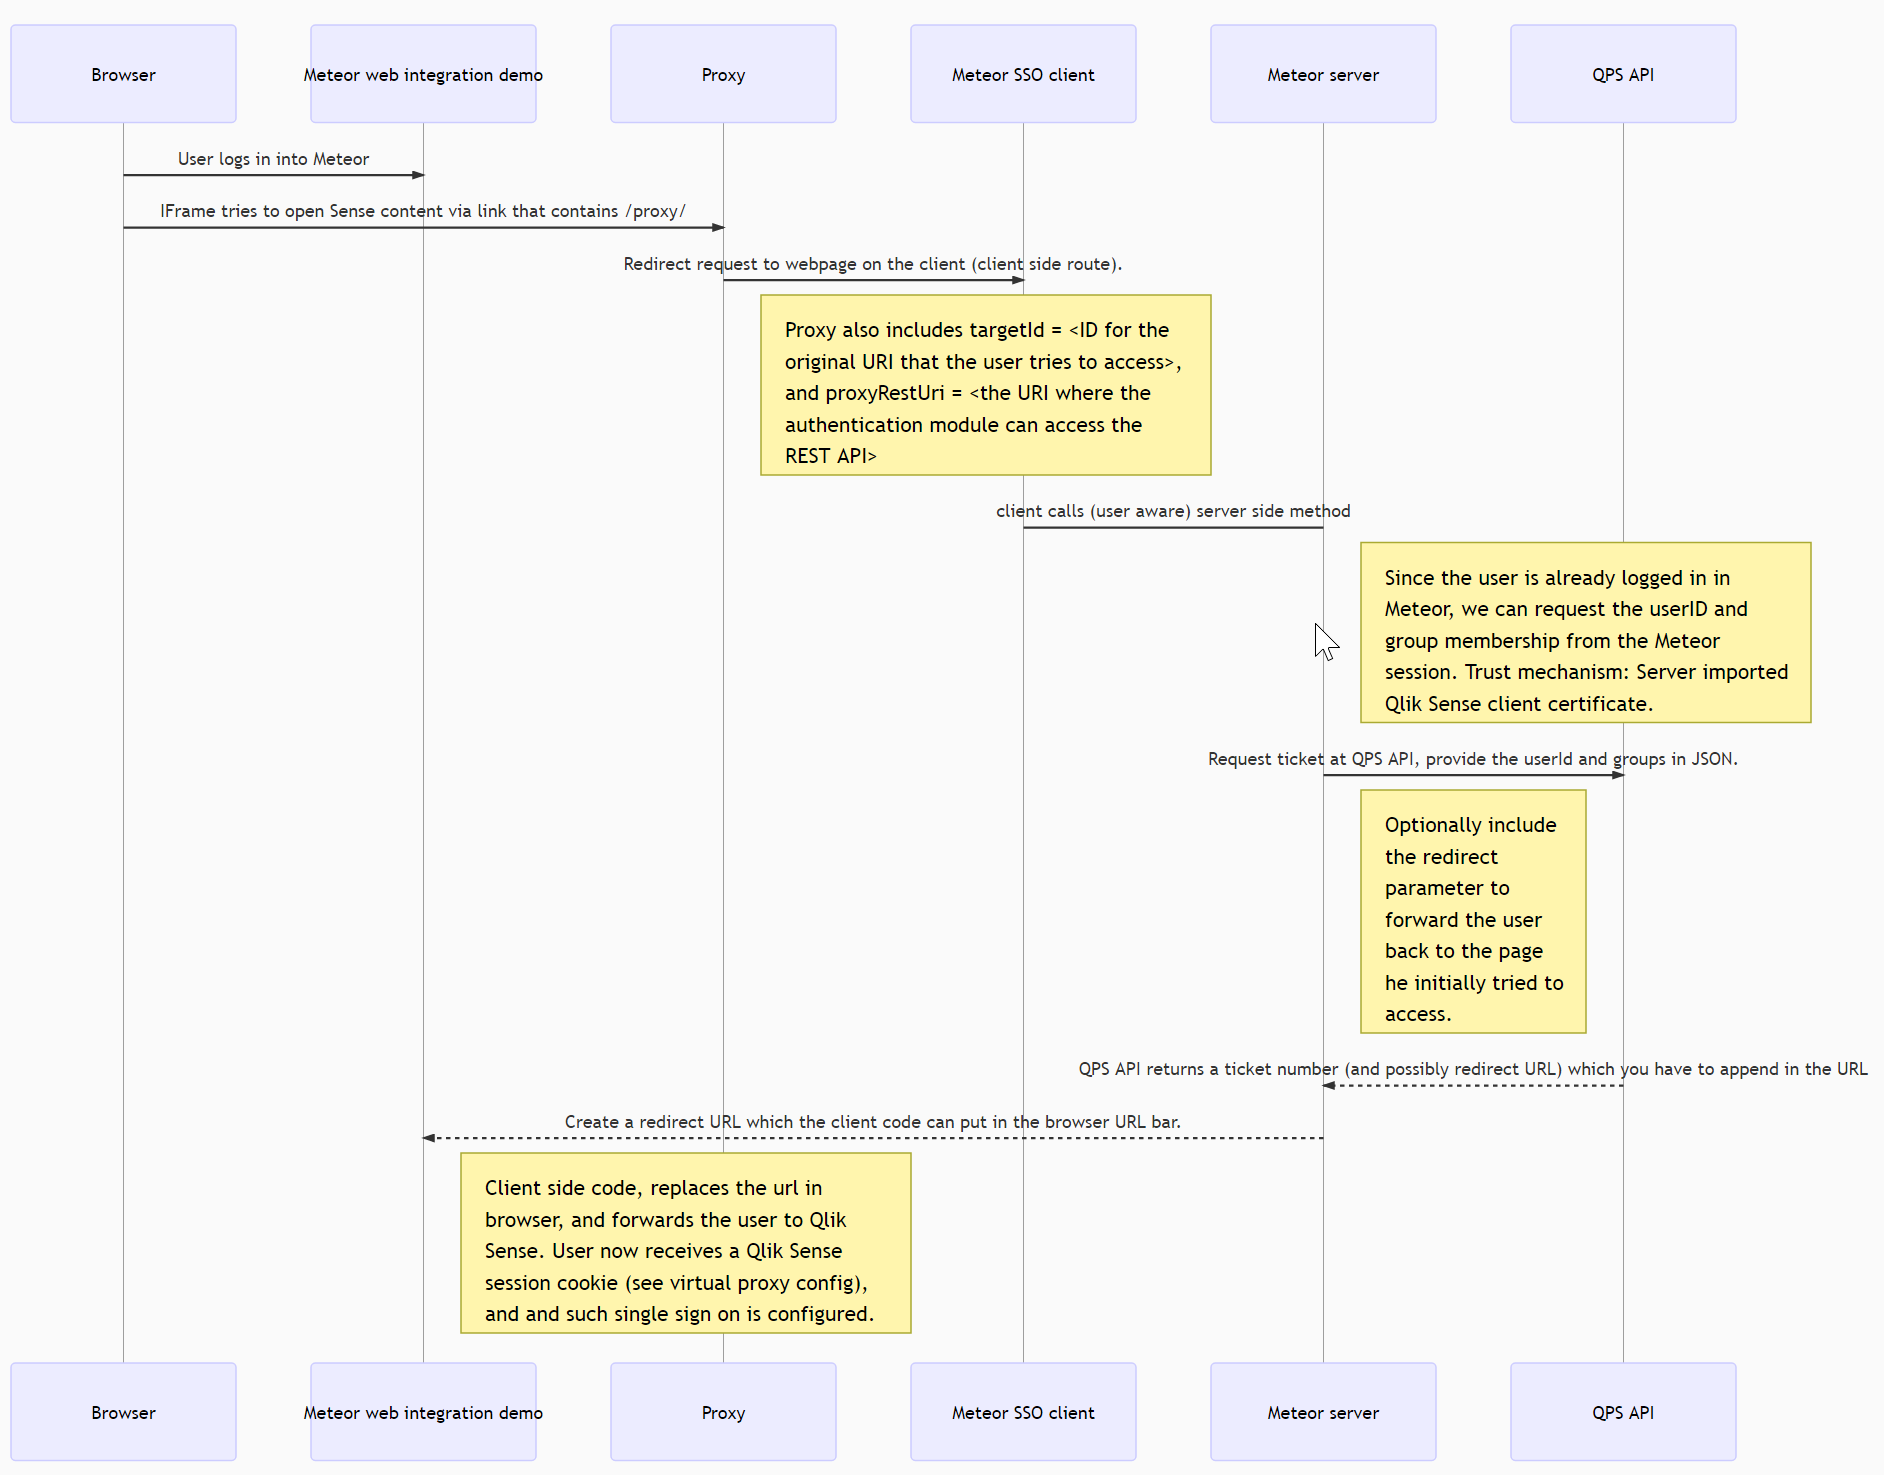 Browser
Meteor web integration demo
Proxy
Meteor SSO client
Meteor server
QPS API
User logs in into Meteor
IFrame tries to open Sense content via link that contains /proxy/
Redirect request to webpage on the client (client side route).
Proxy also includes targetId = <ID for the
original URI that the user tries to access>,
and proxyRestUri = <the URI where the
authentication module can access the
REST API>
client calls (user aware) server side method
Since the user is already logged in in
Meteor, we can request the userID and
group membership from the Meteor
session. Trust mechanism: Server imported
Qlik Sense client certificate.
Request ticket at QPS API, provide the userId and groups in JSON.
Optionally include
the redirect
parameter to
forward the user
back to the page
he initially tried to
access.
QPS API returns a ticket number (and possibly redirect URL) which you have to append in the URL
Create a redirect URL which the client code can put in the browser URL bar.
Client side code, replaces the url in
browser, and forwards the user to Qlik
Sense. User now receives a Qlik Sense
session cookie (see virtual proxy config),
and and such single sign on is configured.
Browser
Meteor web integration demo
Proxy
Meteor SSO client
Meteor server
QPS API